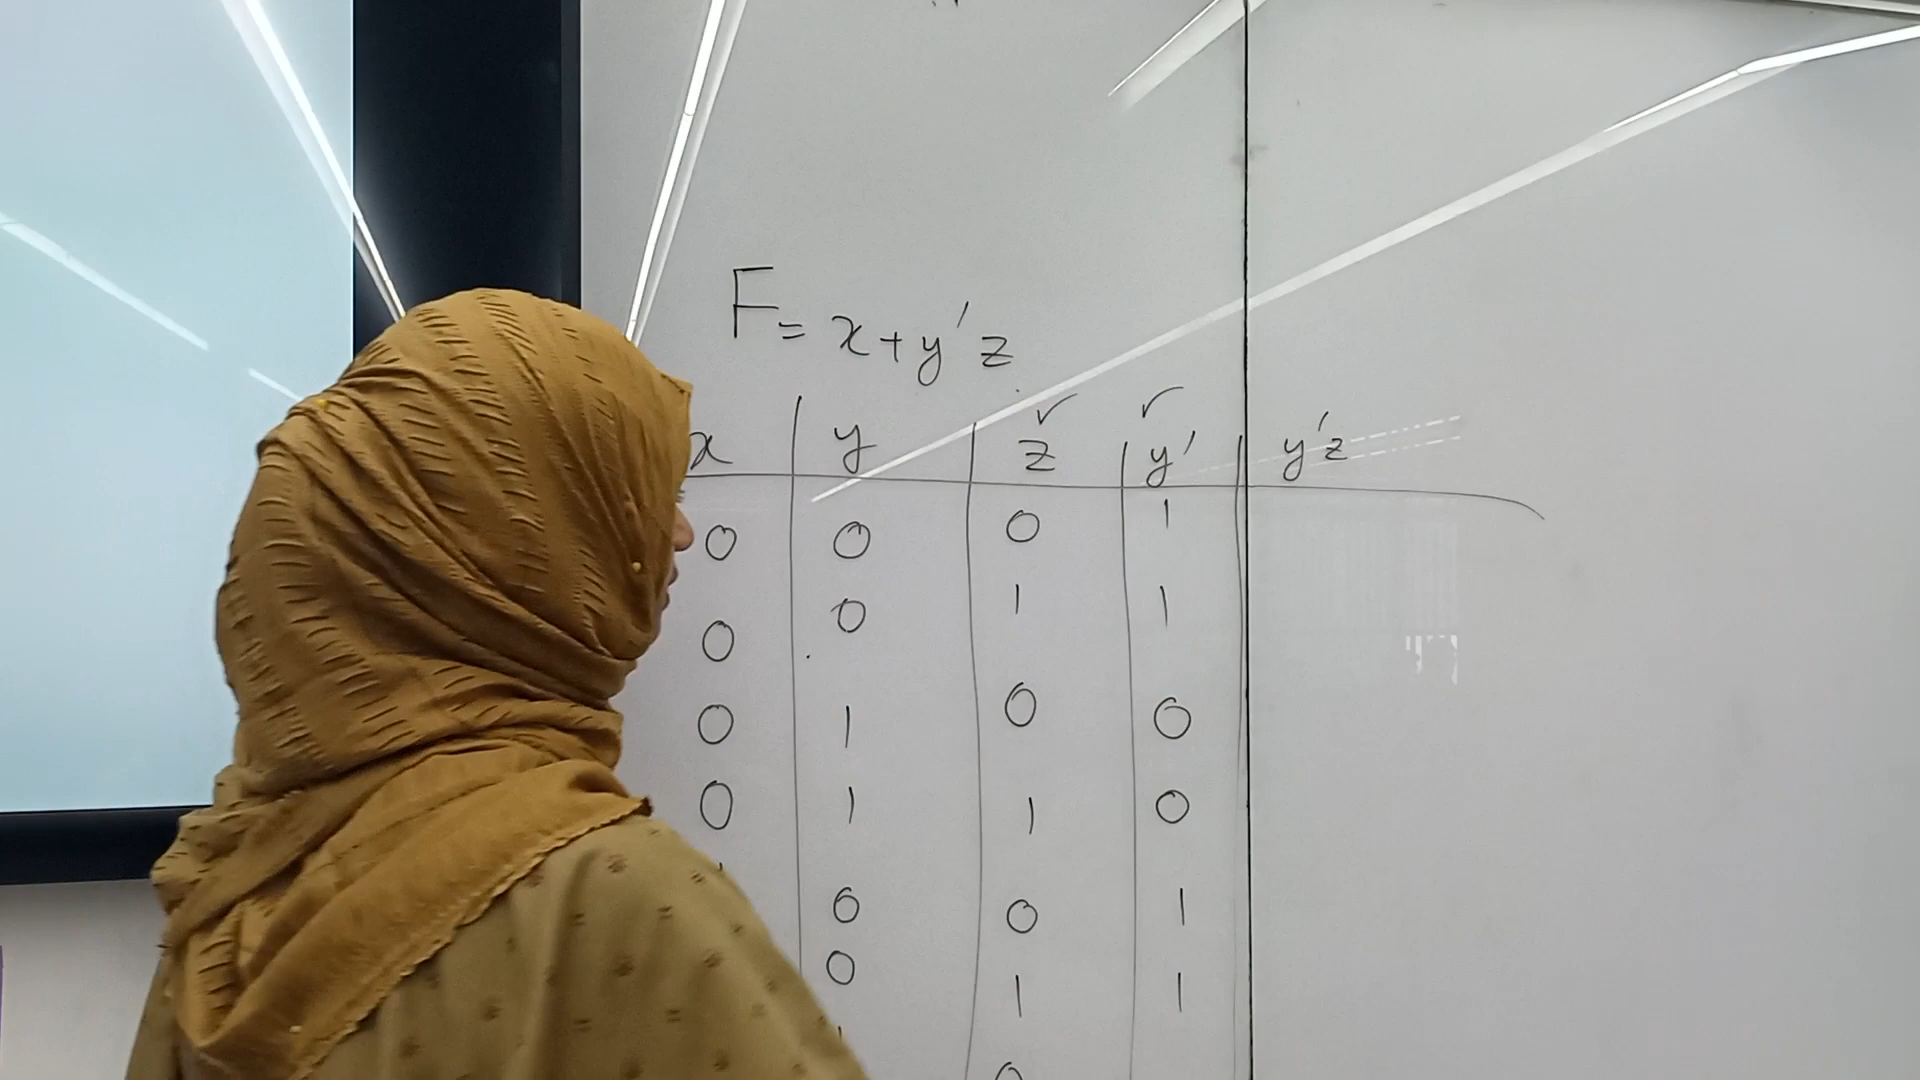 F = x + y'z
x y z y' y'z
0 0 0 1
0 0 1 1
0 1 0 0
0 1 1 0
0 0 1
0 1 1
0